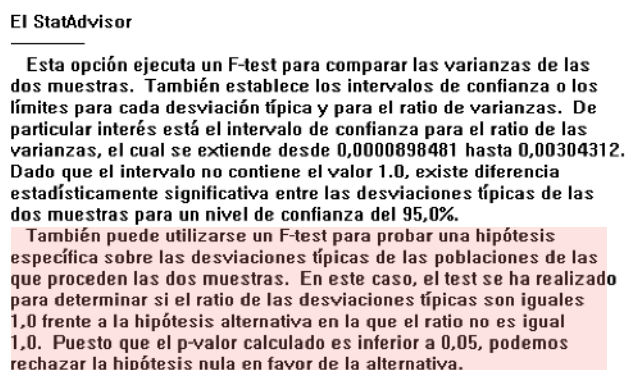 El StatAdvisor
Esta opción ejecuta un F-test para comparar las varianzas de las
dos muestras. También establece los intervalos de confianza o los
límites para cada desviación típica y para el ratio de varianzas. De
particular interés está el intervalo de confianza para el ratio de las
varianzas, el cual se extiende desde 0,0000898481 hasta 0,00304312.
Dado que el intervalo no contiene el valor 1.0, existe diferencia
estadísticamente significativa entre las desviaciones típicas de las
dos muestras para un nivel de confianza del 95,0%.
También puede utilizarse un F-test para probar una hipótesis
específica sobre las desviaciones típicas de las poblaciones de las
que proceden las dos muestras. En este caso, el test se ha realizado
para determinar si el ratio de las desviaciones típicas son iguales
1,0 frente a la hipótesis alternativa en la que el ratio no es igual
1,0. Puesto que el p-valor calculado es inferior a 0,05, podemos
rechazar la hipótesis nula en favor de la alternativa.